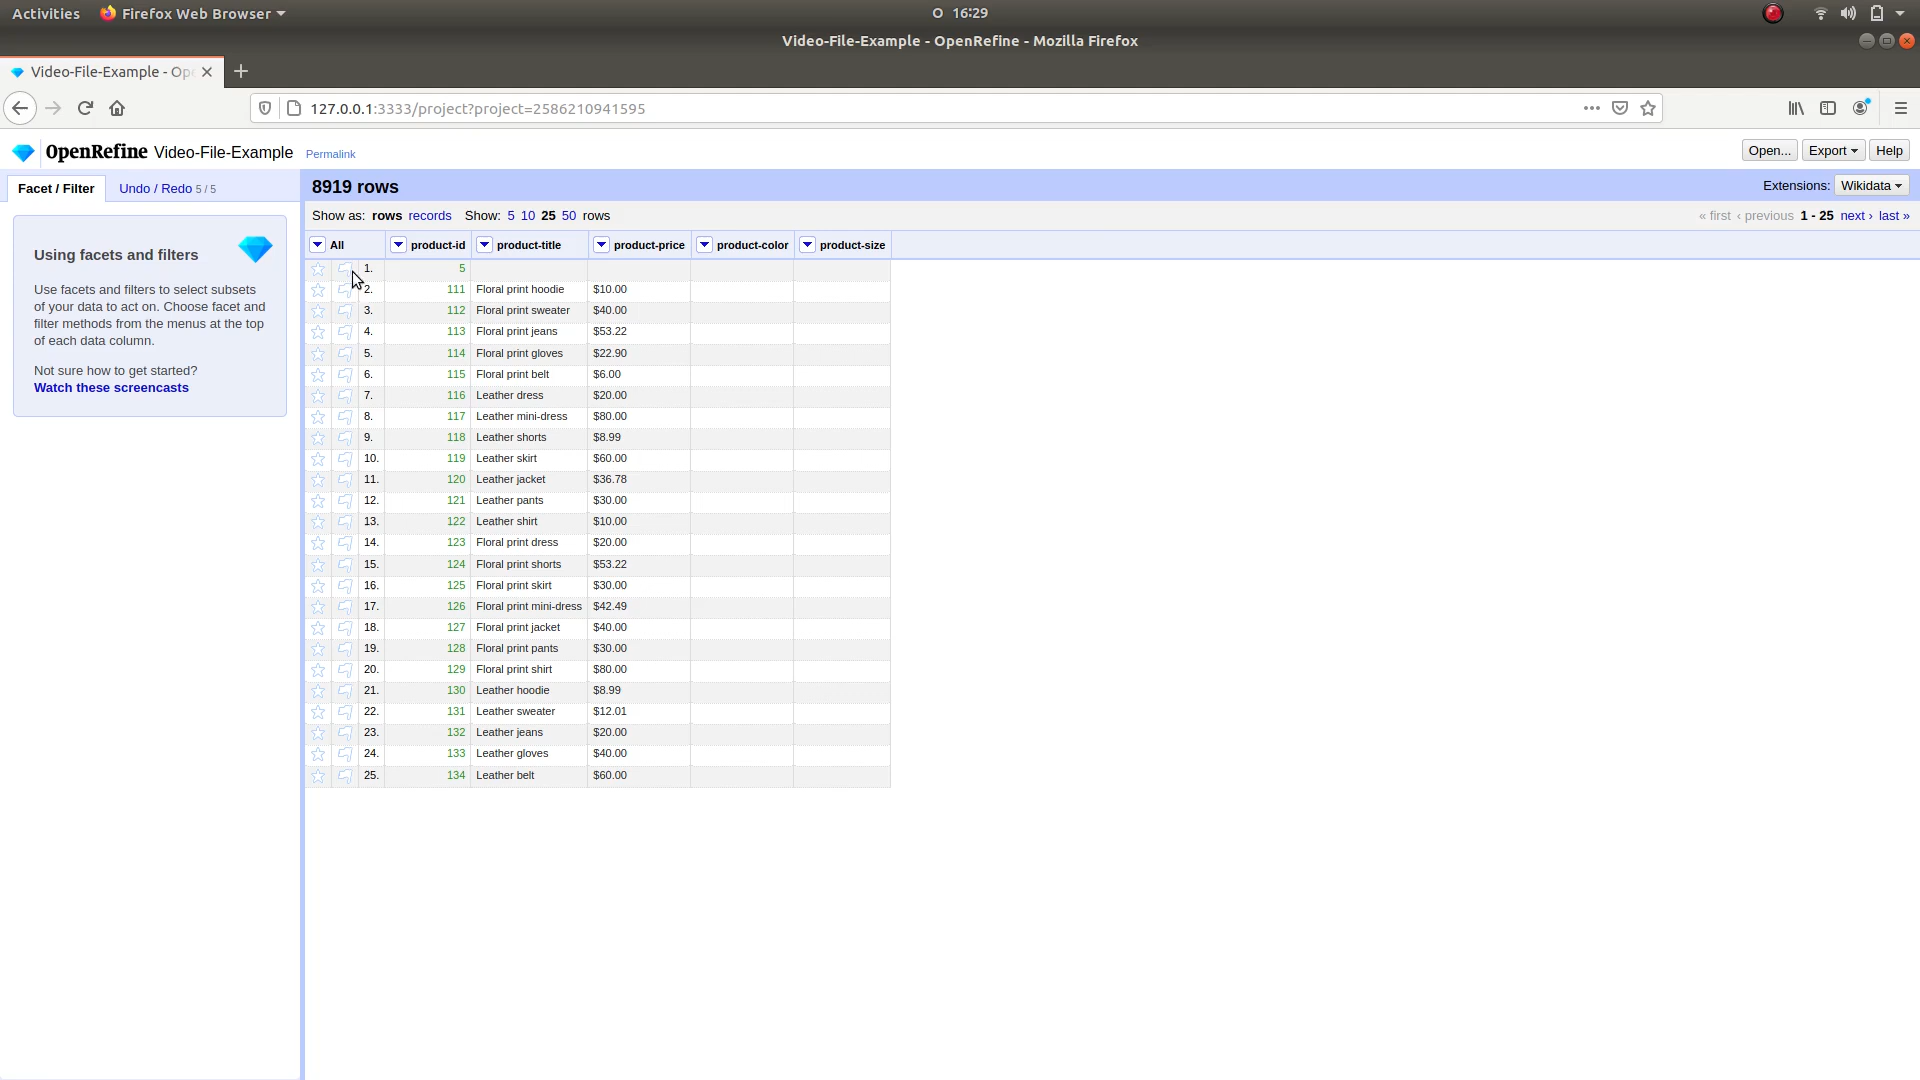 Activities Firefox Web Browser 16:29
Video-File-Example - OpenRefine - Mozilla Firefox
Video-File-Example - Ope
127.0.0.1:3333/project?project=2586210941595
OpenRefine Video-File-Example Permalink Open... Export Help
Facet / Filter Undo / Redo 5 / 5 8919 rows Extensions: Wikidata
Show as: rows records Show: 5 10 25 50 rows « first ‹ previous 1 - 25 next › last »
Using facets and filters
Use facets and filters to select subsets
of your data to act on. Choose facet and
filter methods from the menus at the top
of each data column.
Not sure how to get started?
Watch these screencasts
All product-id product-title product-price product-color product-size
1. 5
2. 111 Floral print hoodie $10.00
3. 112 Floral print sweater $40.00
4. 113 Floral print jeans $53.22
5. 114 Floral print gloves $22.90
6. 115 Floral print belt $6.00
7. 116 Leather dress $20.00
8. 117 Leather mini-dress $80.00
9. 118 Leather shorts $8.99
10. 119 Leather skirt $60.00
11. 120 Leather jacket $36.78
12. 121 Leather pants $30.00
13. 122 Leather shirt $10.00
14. 123 Floral print dress $20.00
15. 124 Floral print shorts $53.22
16. 125 Floral print skirt $30.00
17. 126 Floral print mini-dress $42.49
18. 127 Floral print jacket $40.00
19. 128 Floral print pants $30.00
20. 129 Floral print shirt $80.00
21. 130 Leather hoodie $8.99
22. 131 Leather sweater $12.01
23. 132 Leather jeans $20.00
24. 133 Leather gloves $40.00
25. 134 Leather belt $60.00